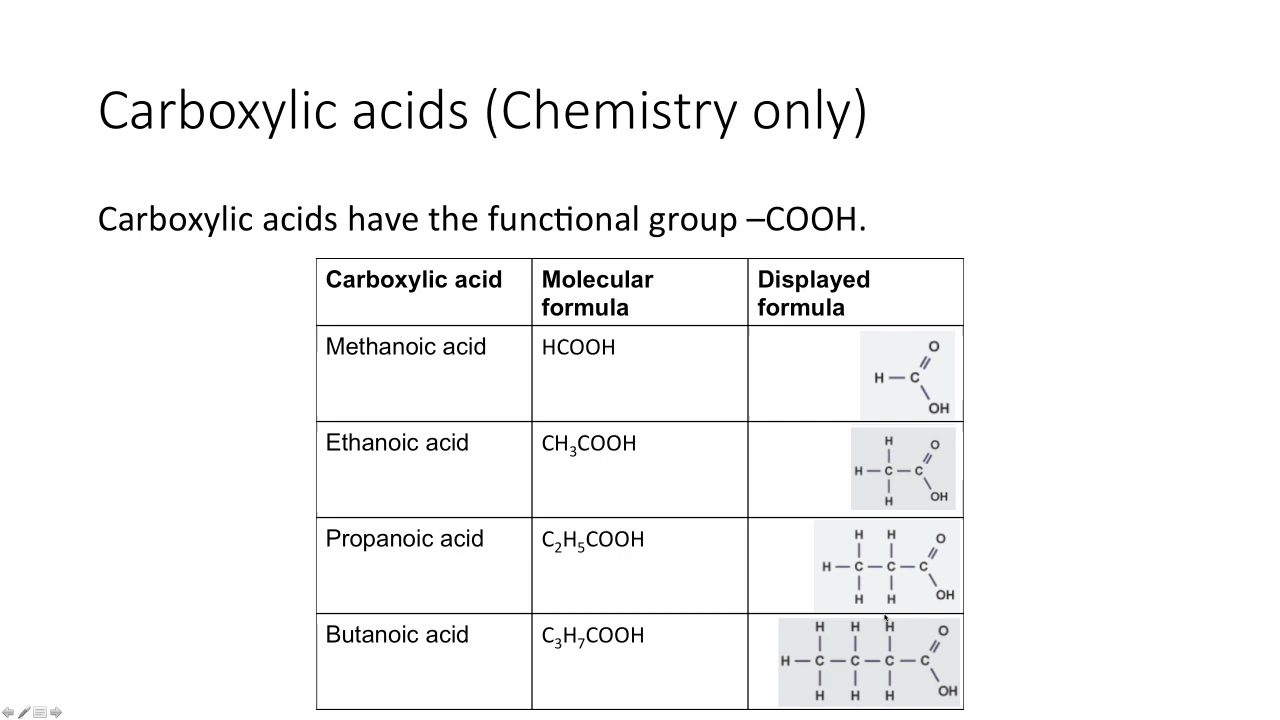 Carboxylic acids (Chemistry only)
Carboxylic acids have the functional group –COOH.
Carboxylic acid
Molecular
formula
Displayed
formula
Methanoic acid
HCOOH
O
H — C
OH
Ethanoic acid
CH₃COOH
H O
H — C — C
H OH
Propanoic acid
C₂H₅COOH
H H O
H — C — C — C
H H OH
Butanoic acid
C₃H₇COOH
H H H O
H — C — C — C — C
H H H OH